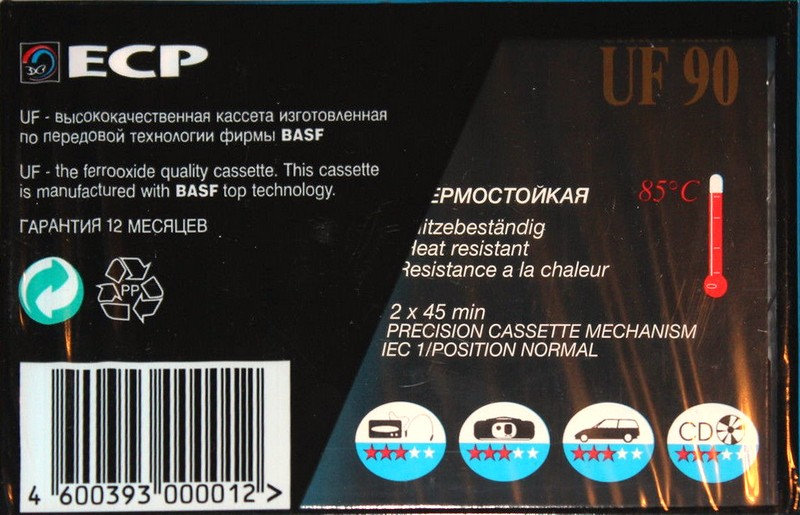 ECP
UF 90
UF - высококачественная кассета изготовленная
по передовой технологии фирмы BASF
UF - the ferrooxide quality cassette. This cassette
is manufactured with BASF top technology.
ГАРАНТИЯ 12 МЕСЯЦЕВ
PP
ЕРМОСТОЙКАЯ
85°C
itzebeständig
Heat resistant
Resistance a la chaleur
2 x 45 min
PRECISION CASSETTE MECHANISM
IEC 1/POSITION NORMAL
CD
4 600393 000012 >